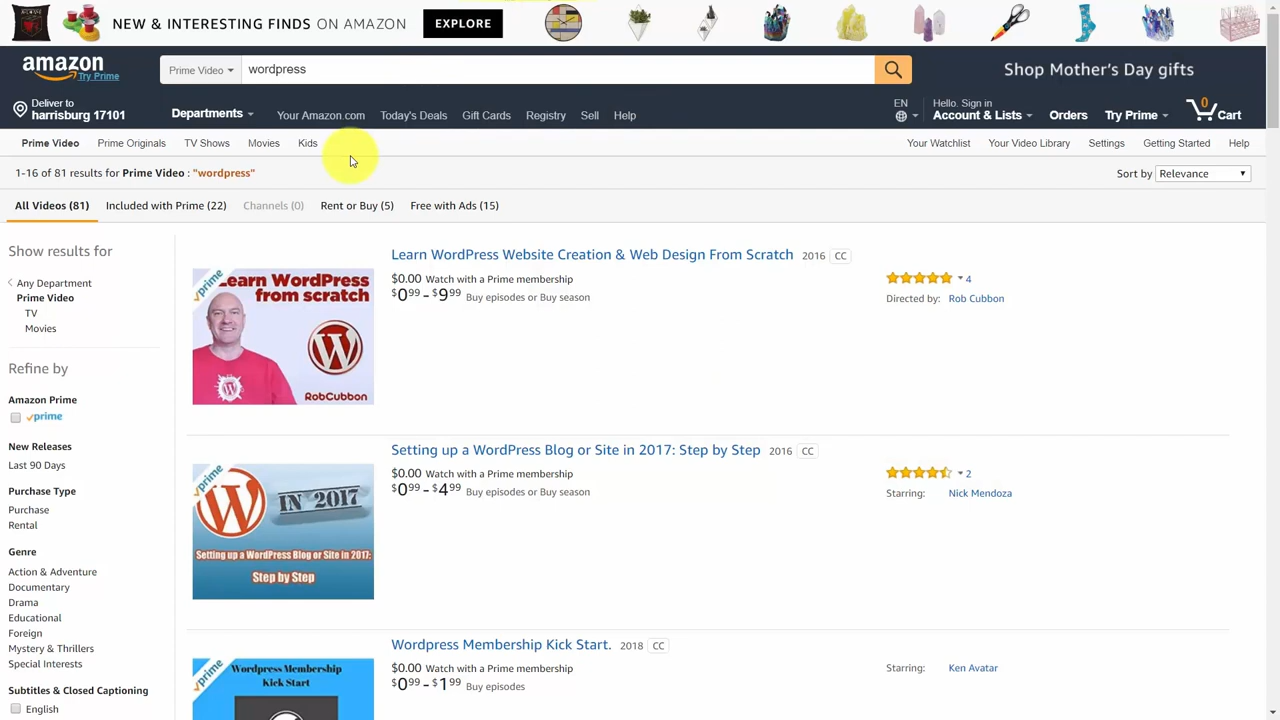 NEW & INTERESTING FINDS ON AMAZON EXPLORE
amazon Try Prime
Prime Video wordpress
Shop Mother's Day gifts
Deliver to
harrisburg 17101
Departments Your Amazon.com Today's Deals Gift Cards Registry Sell Help
EN
Hello. Sign in
Account & Lists Orders Try Prime 0 Cart
Prime Video Prime Originals TV Shows Movies Kids Your Watchlist Your Video Library Settings Getting Started Help
1-16 of 81 results for Prime Video : "wordpress" Sort by Relevance
All Videos (81) Included with Prime (22) Channels (0) Rent or Buy (5) Free with Ads (15)
Show results for
Any Department
Prime Video
TV
Movies
Refine by
Amazon Prime
prime
New Releases
Last 90 Days
Purchase Type
Purchase
Rental
Genre
Action & Adventure
Documentary
Drama
Educational
Foreign
Mystery & Thrillers
Special Interests
Subtitles & Closed Captioning
English
Learn WordPress Website Creation & Web Design From Scratch 2016 CC
$0.00 Watch with a Prime membership
$0.99 - $9.99 Buy episodes or Buy season
4
Directed by: Rob Cubbon
prime
Learn WordPress
from scratch
RobCubbon
Setting up a WordPress Blog or Site in 2017: Step by Step 2016 CC
$0.00 Watch with a Prime membership
$0.99 - $4.99 Buy episodes or Buy season
2
Starring: Nick Mendoza
prime
IN 2017
Setting up a WordPress Blog or Site in 2017:
Step by Step
Wordpress Membership Kick Start. 2018 CC
$0.00 Watch with a Prime membership
$0.99 - $1.99 Buy episodes
Starring: Ken Avatar
prime
Wordpress Membership
Kick Start